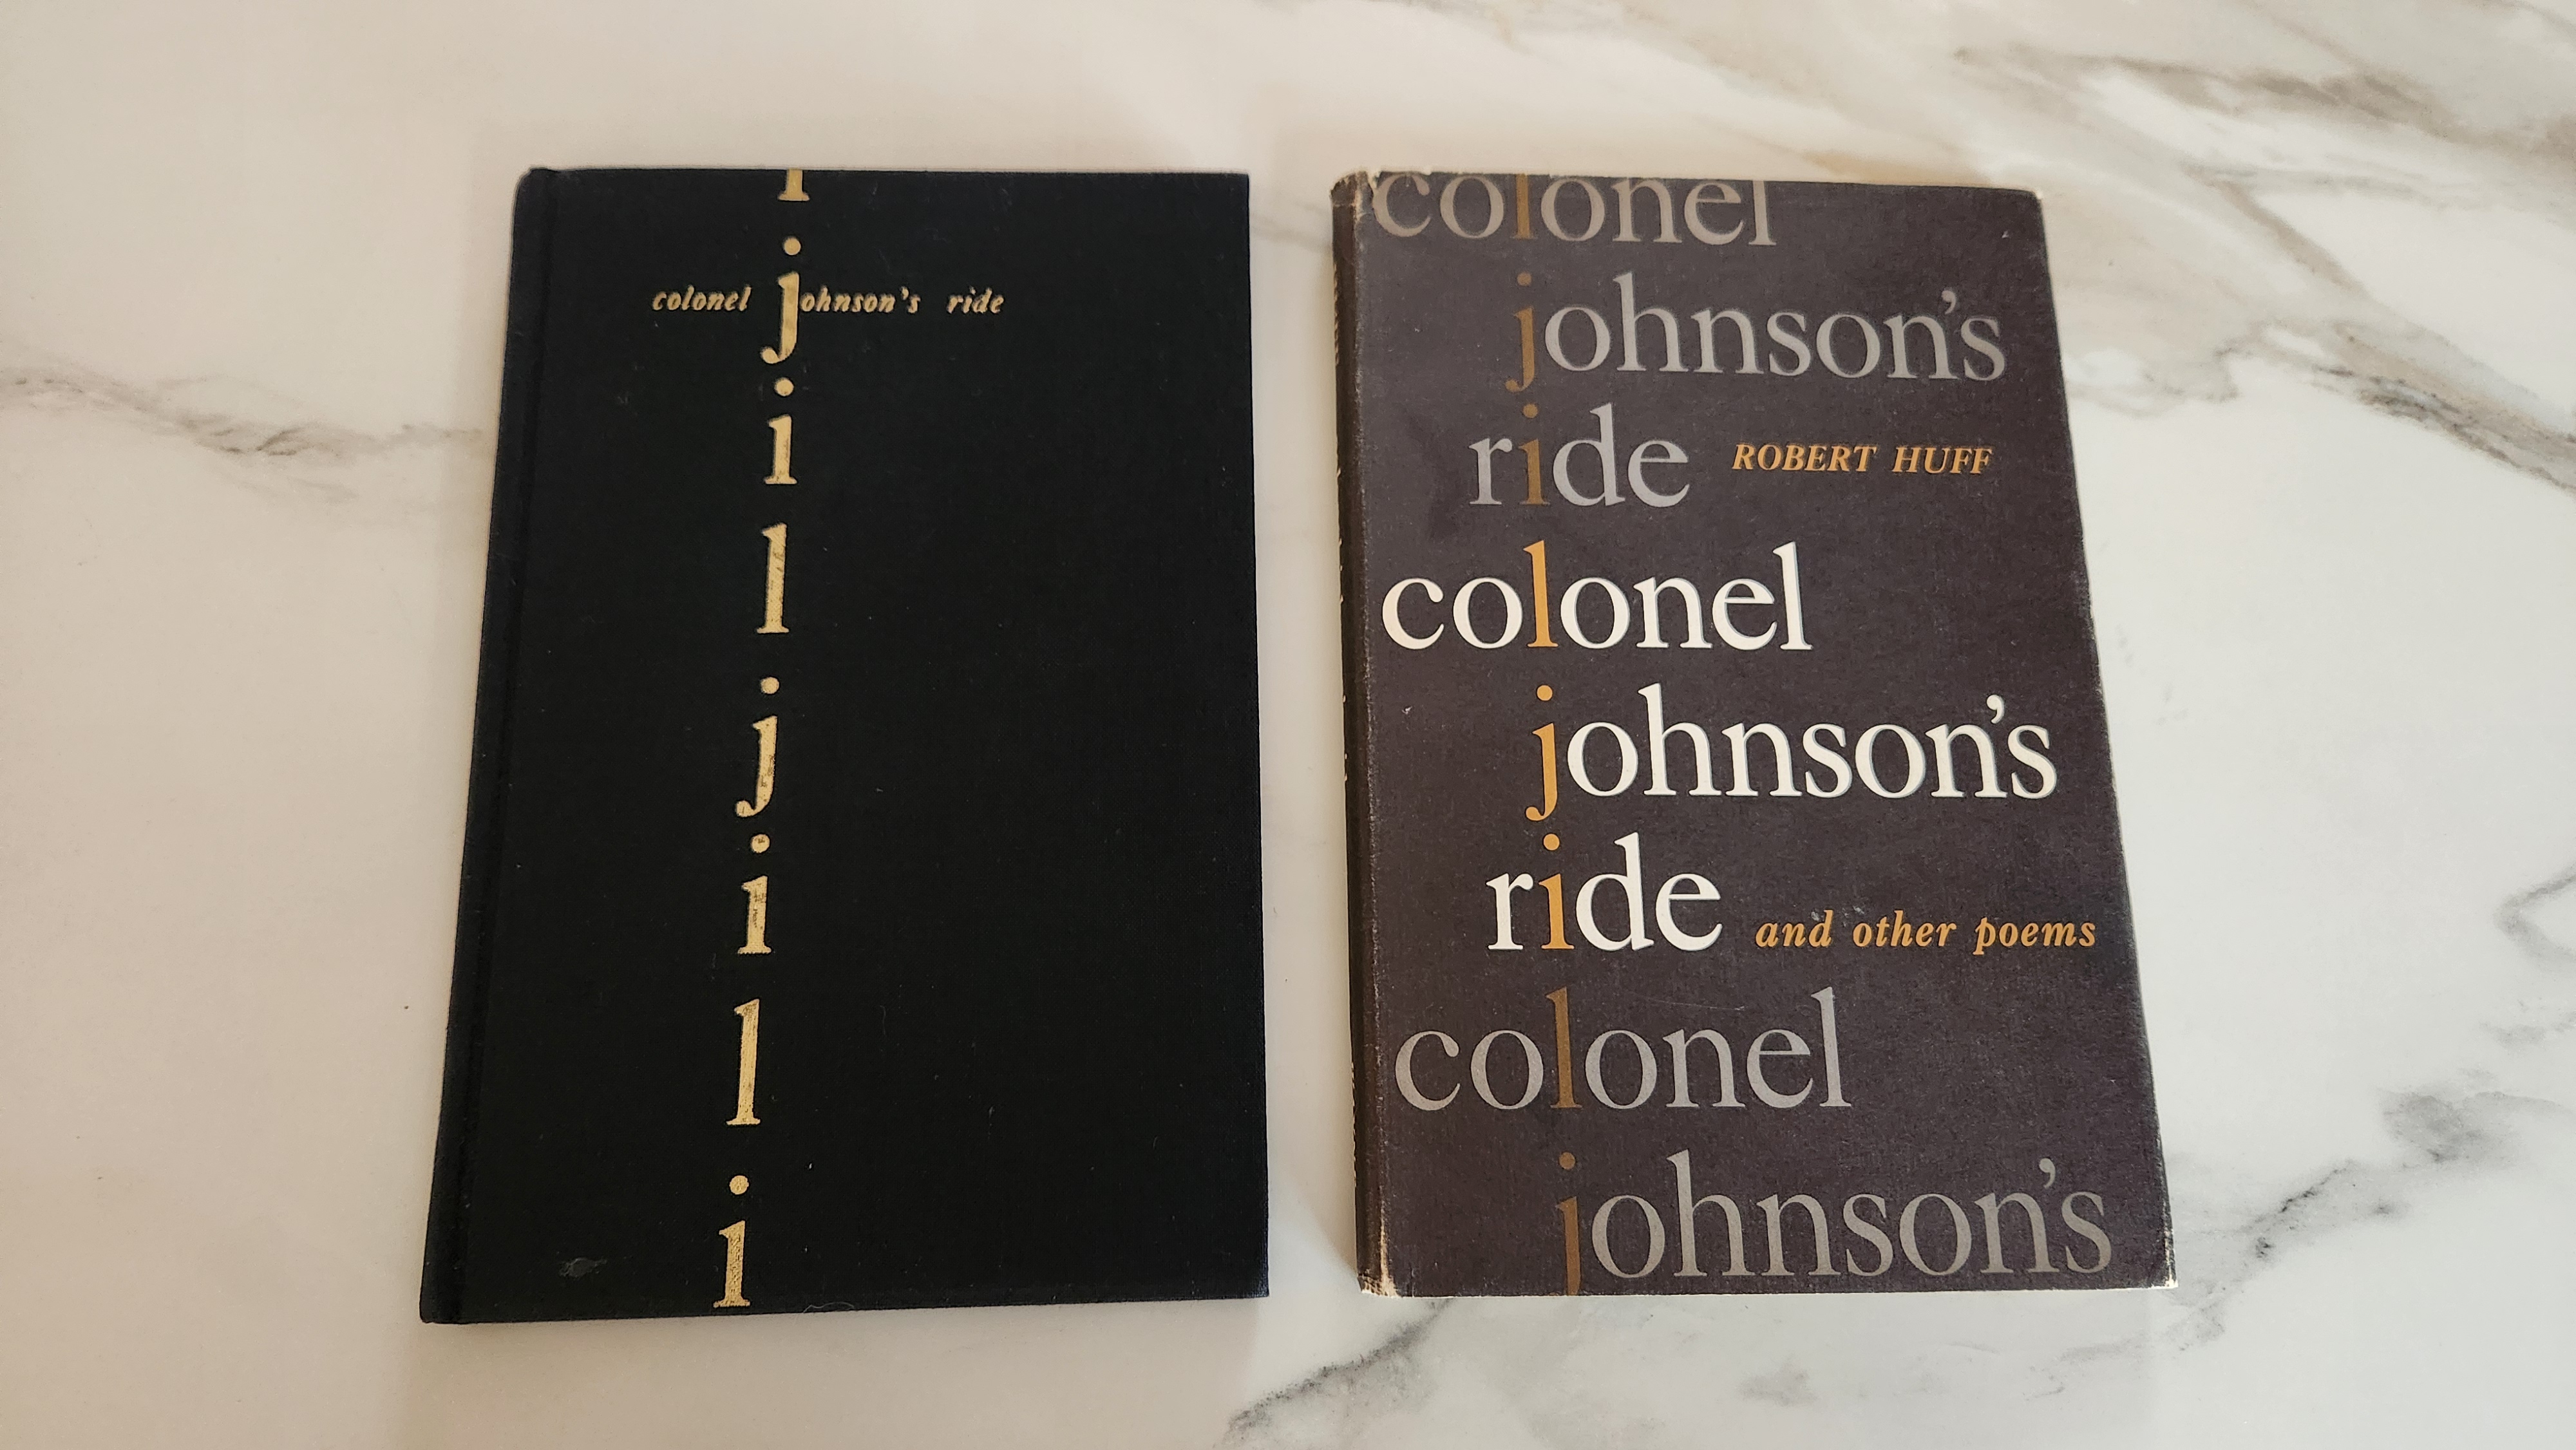 l
colonel johnson's ride
i
l
j
i
l
i
colonel
johnson's
ride ROBERT HUFF
colonel
johnson's
ride and other poems
colonel
johnson's